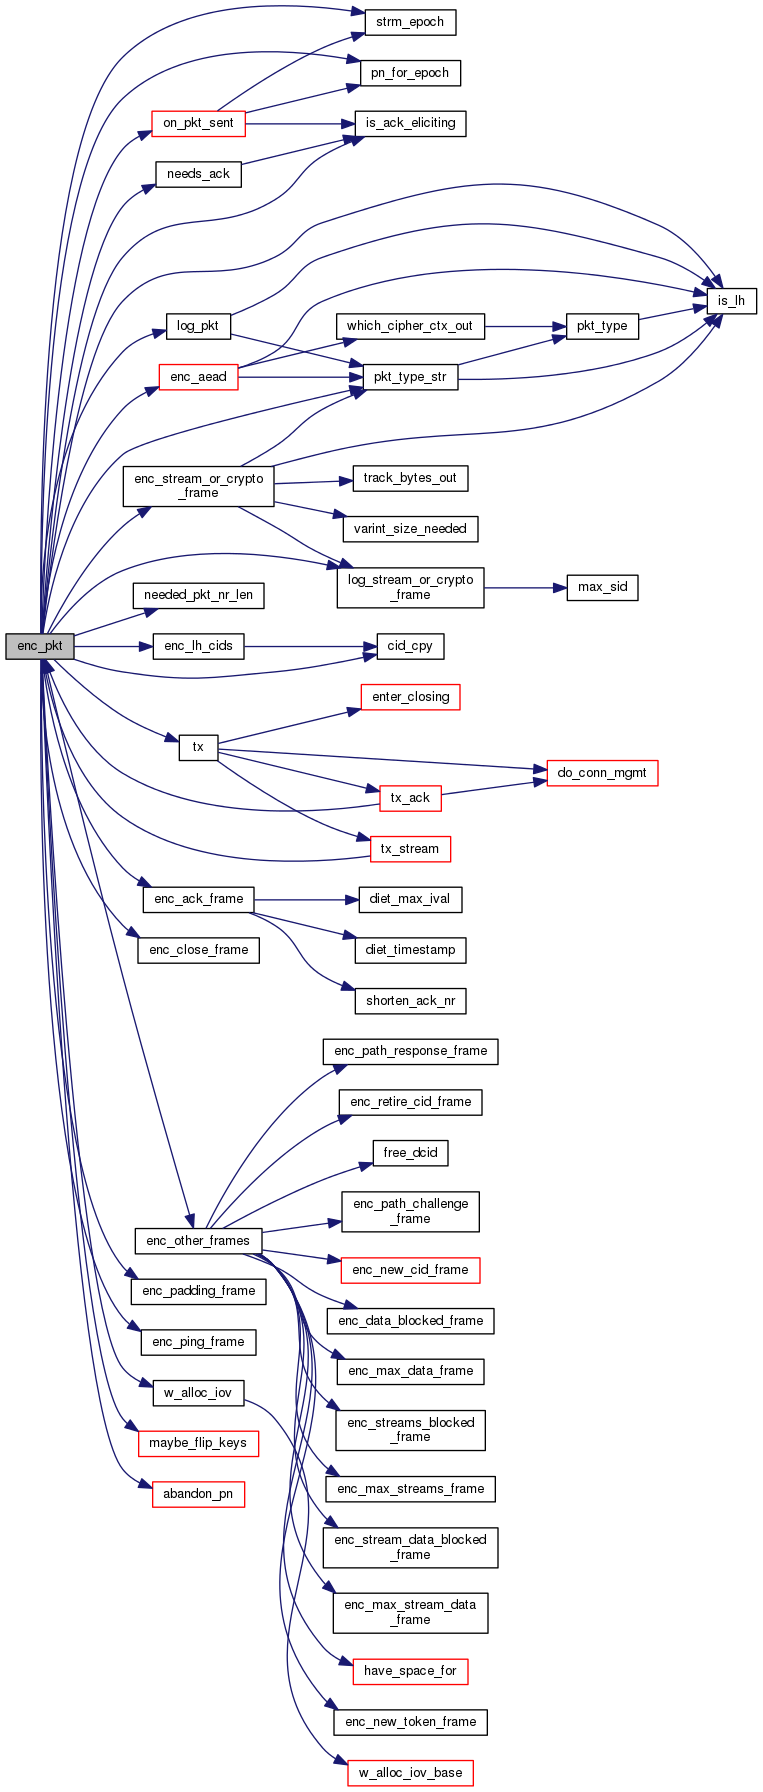 strm_epoch
pn_for_epoch
on_pkt_sent
is_ack_eliciting
needs_ack
is_lh
log_pkt
which_cipher_ctx_out
pkt_type
enc_aead
pkt_type_str
enc_stream_or_crypto
_frame
track_bytes_out
varint_size_needed
log_stream_or_crypto
_frame
max_sid
needed_pkt_nr_len
enc_pkt
enc_lh_cids
cid_cpy
enter_closing
tx
do_conn_mgmt
tx_ack
tx_stream
enc_ack_frame
diet_max_ival
enc_close_frame
diet_timestamp
shorten_ack_nr
enc_path_response_frame
enc_retire_cid_frame
free_dcid
enc_path_challenge
_frame
enc_other_frames
enc_new_cid_frame
enc_padding_frame
enc_data_blocked_frame
enc_ping_frame
enc_max_data_frame
w_alloc_iov
enc_streams_blocked
_frame
maybe_flip_keys
enc_max_streams_frame
abandon_pn
enc_stream_data_blocked
_frame
enc_max_stream_data
_frame
have_space_for
enc_new_token_frame
w_alloc_iov_base